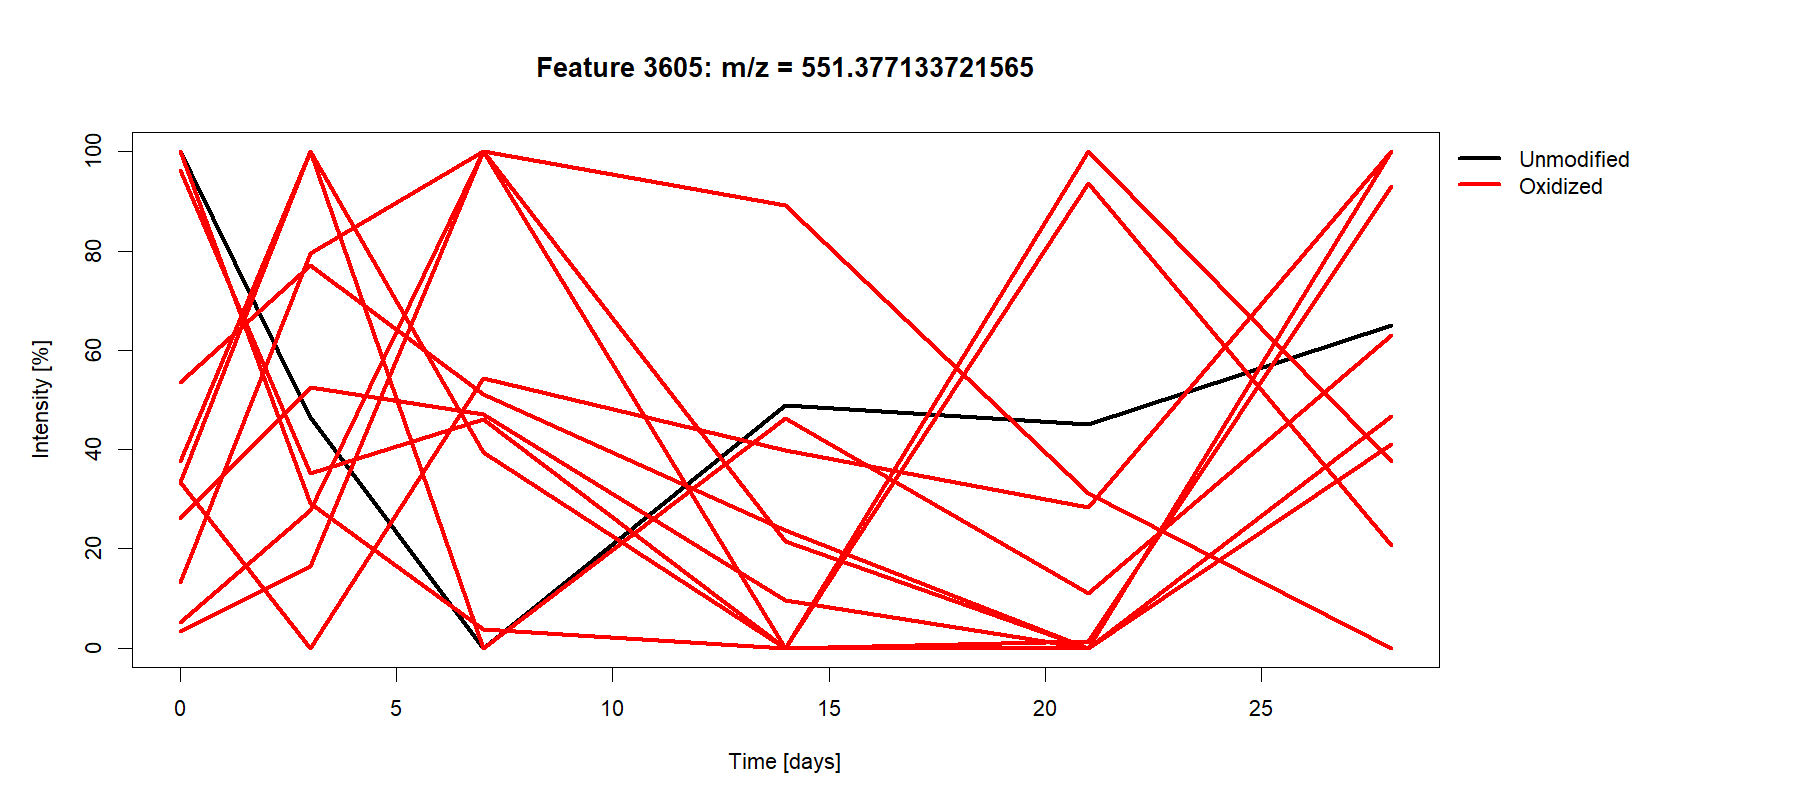 Feature 3605: m/z = 551.377133721565
Unmodified
Oxidized
Intensity [%]
100
80
60
40
20
0
0 5 10 15 20 25
Time [days]